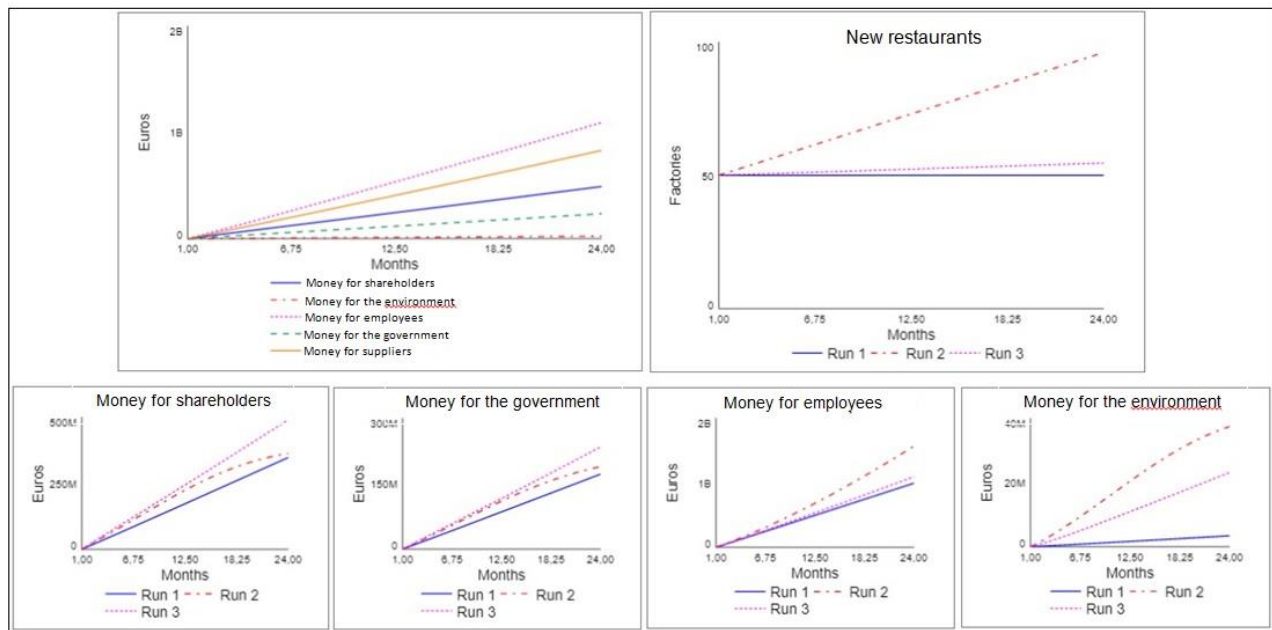 2B
Euros
1B
0
1,00 6,75 12,50 18,25 24,00
Months
Money for shareholders
Money for the environment
Money for employees
Money for the government
Money for suppliers
New restaurants
100
Factories
50
0
1,00 6,75 12,50 18,25 24,00
Months
Run 1 Run 2 Run 3
Money for shareholders
500M
Euros
250M
0
1,00 6,75 12,50 18,25 24,00
Months
Run 1 Run 2
Run 3
Money for the government
300M
Euros
150M
0
1,00 6,75 12,50 18,25 24,00
Months
Run 1 Run 2
Run 3
Money for employees
2B
Euros
1B
0
1,00 6,75 12,50 18,25 24,00
Months
Run 1 Run 2
Run 3
Money for the environment
40M
Euros
20M
0
1,00 6,75 12,50 18,25 24,00
Months
Run 1 Run 2
Run 3